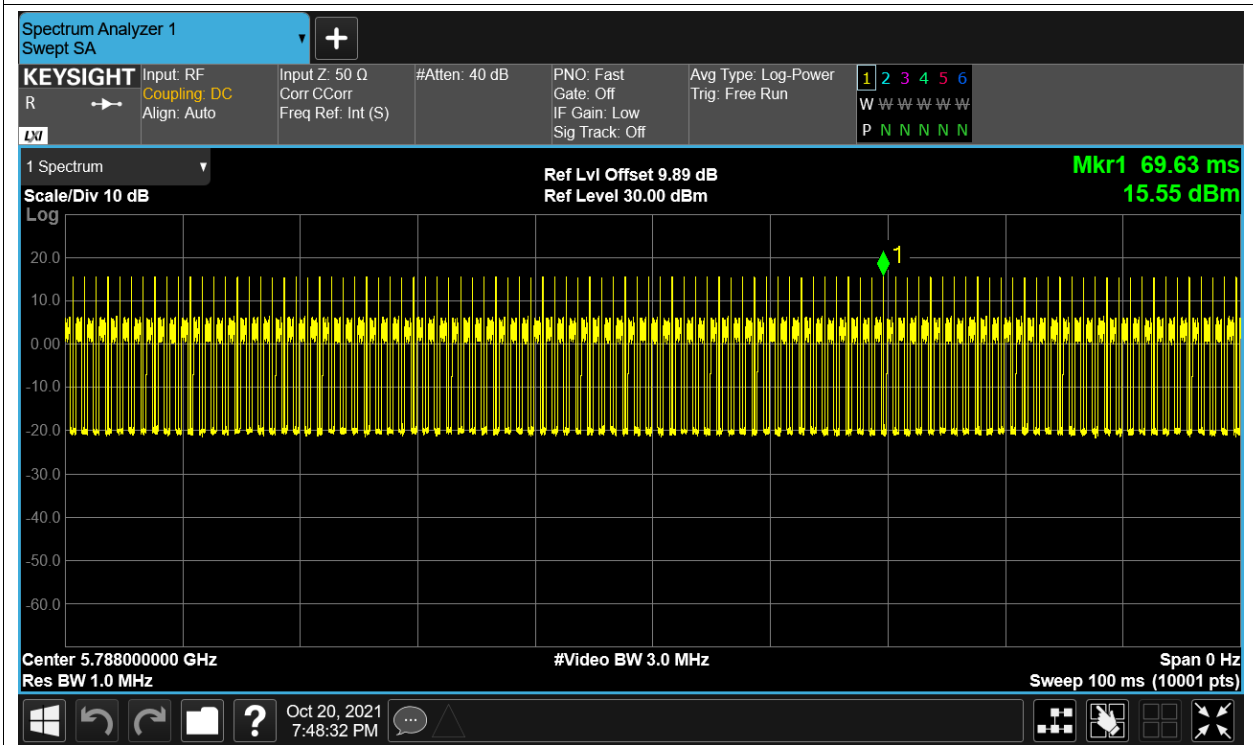 Spectrum Analyzer 1
Swept SA
+
KEYSIGHT
R
LXI
Input: RF
Coupling: DC
Align: Auto
Input Z: 50 Ω
Corr CCorr
Freq Ref: Int (S)
#Atten: 40 dB
PNO: Fast
Gate: Off
IF Gain: Low
Sig Track: Off
Avg Type: Log-Power
Trig: Free Run
1 2 3 4 5 6
W W W W W W
P N N N N N
1 Spectrum
Scale/Div 10 dB
Log
Ref Lvl Offset 9.89 dB
Ref Level 30.00 dBm
Mkr1 69.63 ms
15.55 dBm
1
20.0
10.0
0.00
-10.0
-20.0
-30.0
-40.0
-50.0
-60.0
Center 5.788000000 GHz
Res BW 1.0 MHz
#Video BW 3.0 MHz
Span 0 Hz
Sweep 100 ms (10001 pts)
?
Oct 20, 2021
7:48:32 PM